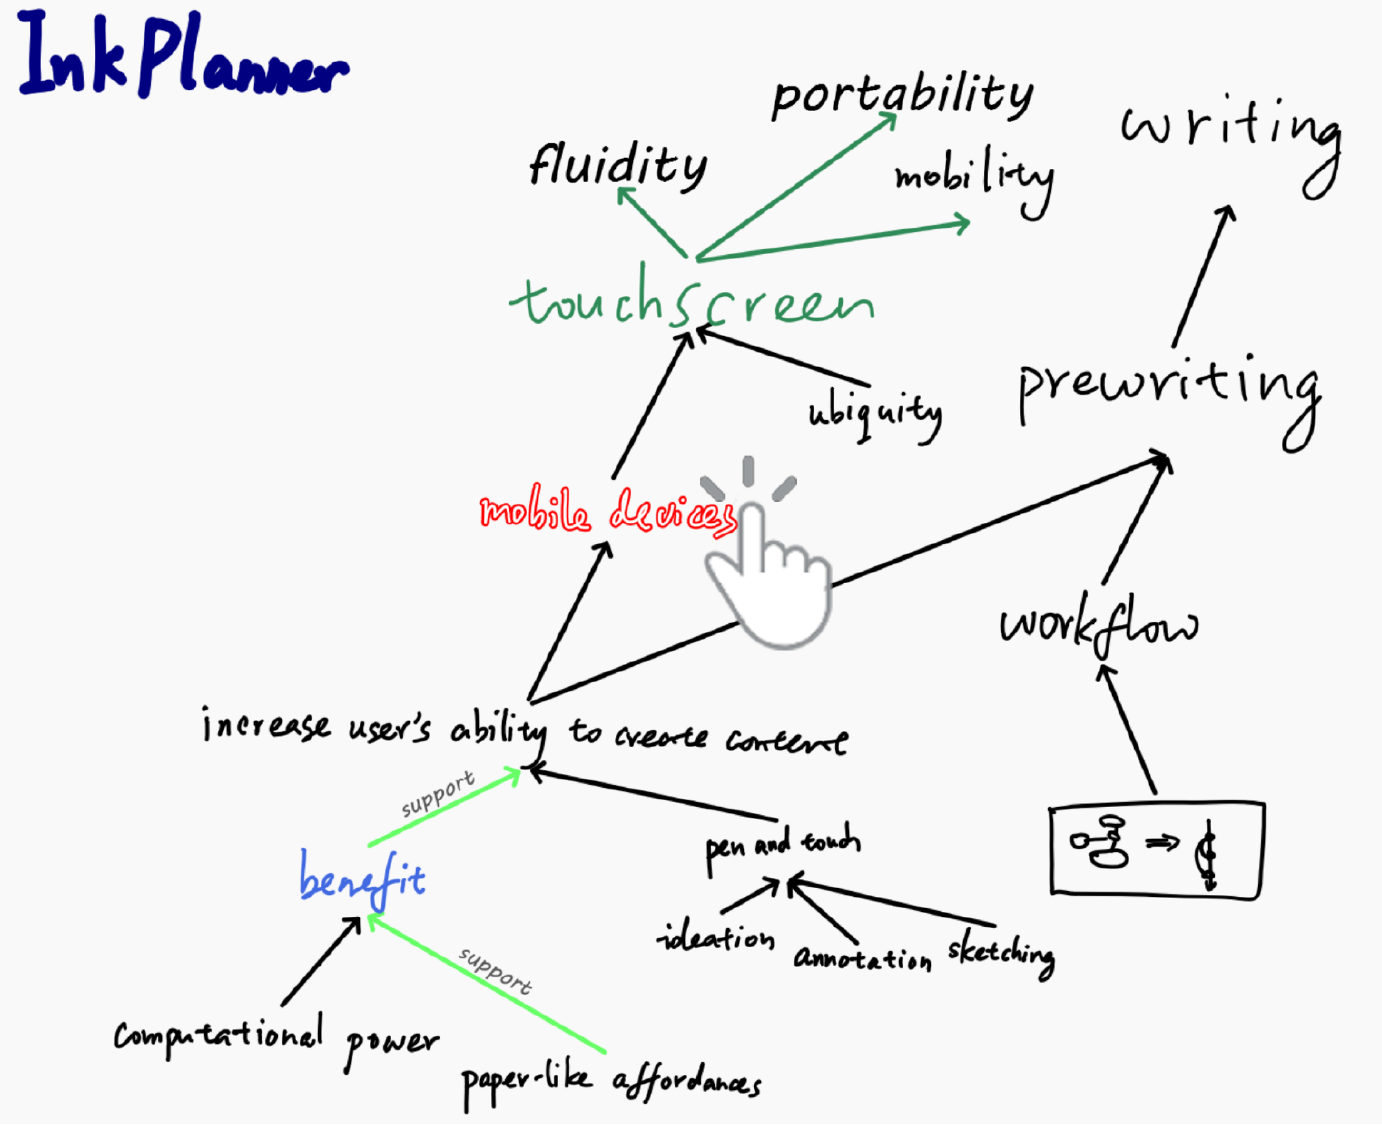 InkPlanner
portability
writing
fluidity
mobility
touchscreen
prewriting
ubiquity
mobile devices
workflow
increase user's ability to create content
support
pen and touch
benefit
ideation
annotation
sketching
support
computational power
paper-like affordances